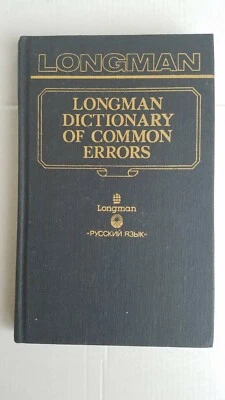 LONGMAN
LONGMAN
DICTIONARY
OF COMMON
ERRORS
Longman
«РУССКИЙ ЯЗЫК»